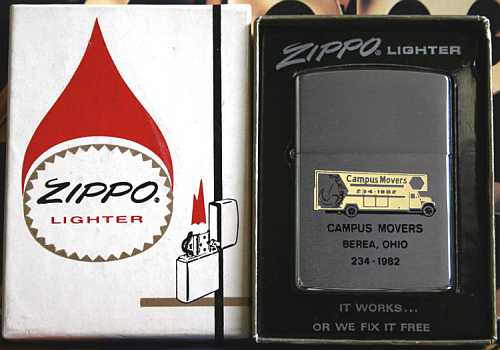 ZIPPO.
LIGHTER
ZIPPO. LIGHTER
Campus Movers
234-1982
CAMPUS MOVERS
BEREA, OHIO
234-1982
IT WORKS...
OR WE FIX IT FREE